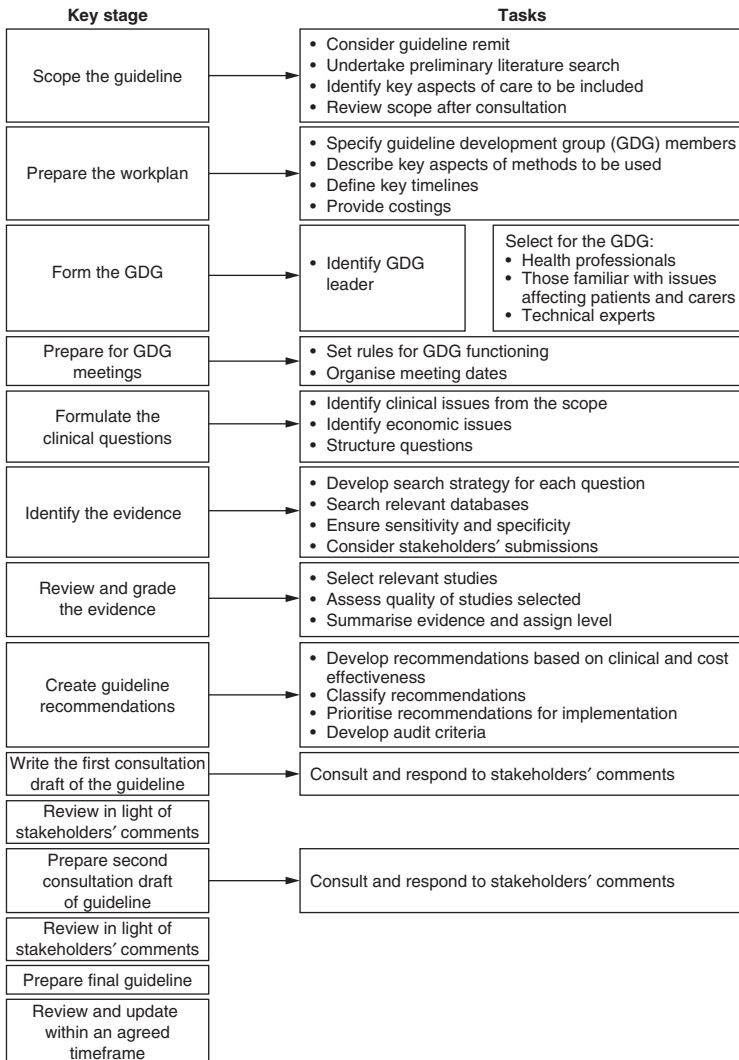 Key stage
Tasks
Scope the guideline
• Consider guideline remit
• Undertake preliminary literature search
• Identify key aspects of care to be included
• Review scope after consultation
Prepare the workplan
• Specify guideline development group (GDG) members
• Describe key aspects of methods to be used
• Define key timelines
• Provide costings
Form the GDG
• Identify GDG
leader
Select for the GDG:
• Health professionals
• Those familiar with issues
affecting patients and carers
• Technical experts
Prepare for GDG
meetings
• Set rules for GDG functioning
• Organise meeting dates
Formulate the
clinical questions
• Identify clinical issues from the scope
• Identify economic issues
• Structure questions
Identify the evidence
• Develop search strategy for each question
• Search relevant databases
• Ensure sensitivity and specificity
• Consider stakeholders′ submissions
Review and grade
the evidence
• Select relevant studies
• Assess quality of studies selected
• Summarise evidence and assign level
Create guideline
recommendations
• Develop recommendations based on clinical and cost
effectiveness
• Classify recommendations
• Prioritise recommendations for implementation
• Develop audit criteria
Write the first consultation
draft of the guideline
Consult and respond to stakeholders′ comments
Review in light of
stakeholders′ comments
Prepare second
consultation draft
of guideline
Consult and respond to stakeholders′ comments
Review in light of
stakeholders′ comments
Prepare final guideline
Review and update
within an agreed
timeframe